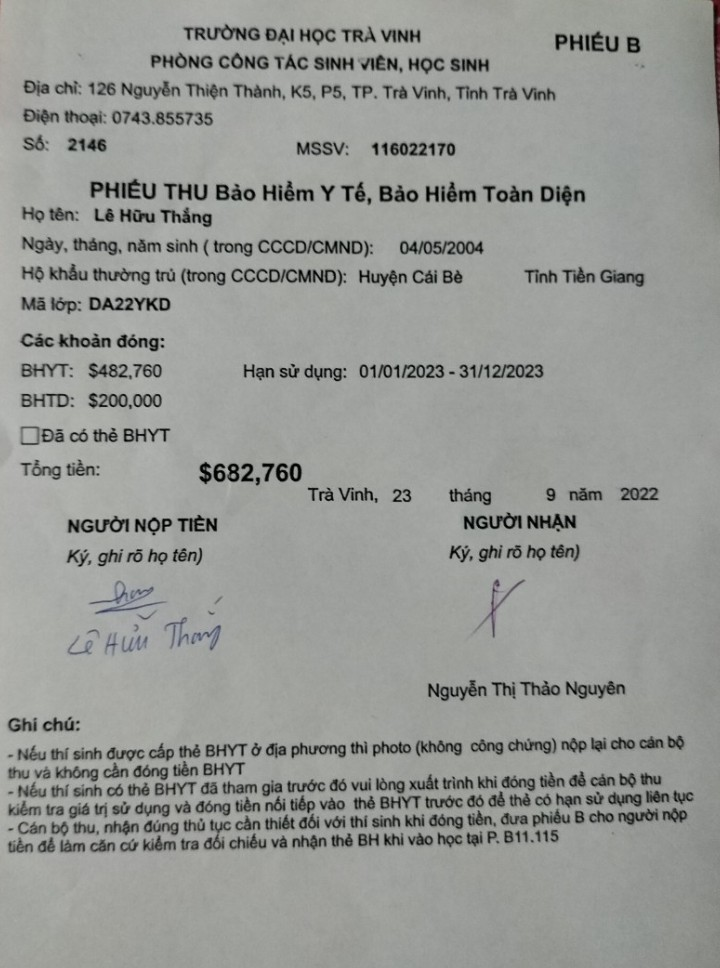 TRƯỜNG ĐẠI HỌC TRÀ VINH
PHIẾU B
PHÒNG CÔNG TÁC SINH VIÊN, HỌC SINH
Địa chỉ: 126 Nguyễn Thiện Thành, K5, P5, TP. Trà Vinh, Tỉnh Trà Vinh
Điện thoại: 0743.855735
Số: 2146 MSSV: 116022170
PHIẾU THU Bảo Hiểm Y Tế, Bảo Hiểm Toàn Diện
Họ tên: Lê Hữu Thắng
Ngày, tháng, năm sinh ( trong CCCD/CMND): 04/05/2004
Hộ khẩu thường trú (trong CCCD/CMND): Huyện Cái Bè Tỉnh Tiền Giang
Mã lớp: DA22YKD
Các khoản đóng:
BHYT: $482,760 Hạn sử dụng: 01/01/2023 - 31/12/2023
BHTD: $200,000
Đã có thẻ BHYT
Tổng tiền: $682,760
Trà Vinh, 23 tháng 9 năm 2022
NGƯỜI NỘP TIỀN NGƯỜI NHẬN
Ký, ghi rõ họ tên) Ký, ghi rõ họ tên)
Lê Hữu Thắng
Nguyễn Thị Thảo Nguyên
Ghi chú:
- Nếu thí sinh được cấp thẻ BHYT ở địa phương thì photo (không công chứng) nộp lại cho cán bộ
thu và không cần đóng tiền BHYT
- Nếu thí sinh có thẻ BHYT đã tham gia trước đó vui lòng xuất trình khi đóng tiền để cán bộ thu
kiểm tra giá trị sử dụng và đóng tiền nối tiếp vào thẻ BHYT trước đó để thẻ có hạn sử dụng liên tục
- Cán bộ thu, nhận đúng thủ tục cần thiết đối với thí sinh khi đóng tiền, đưa phiếu B cho người nộp
tiền để làm căn cứ kiểm tra đối chiếu và nhận thẻ BH khi vào học tại P. B11.115